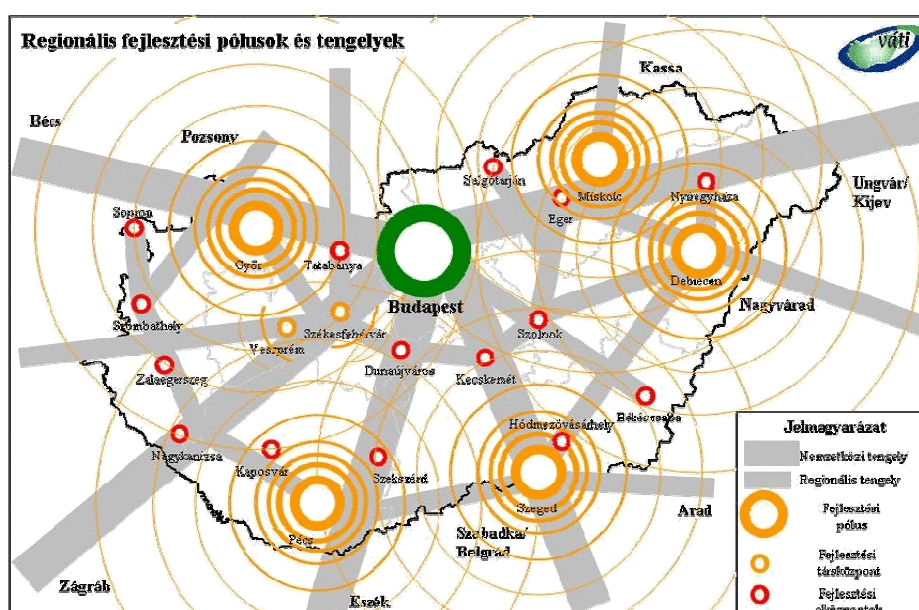 Regionális fejlesztési pólusok és tengelyek
váti
Kassa
Bécs
Pozsony
Ungvár/
Kijev
Salgótarján
Miskolc
Nyíregyháza
Eger
Sopron
Győr
Tatabánya
Debrecen
Budapest
Nagyvárad
Szombathely
Székesfehérvár
Veszprém
Szolnok
Dunaújváros
Kecskemét
Zalaegerszeg
Békéscsaba
Hódmezővásárhely
Nagykanizsa
Kaposvár
Szekszárd
Szeged
Arad
Pécs
Szabadka/
Belgrád
Zágráb
Eszék
Jelmagyarázat
Nemzetközi tengely
Regionális tengely
Fejlesztési
pólus
Fejlesztési
társközpont
Fejlesztési